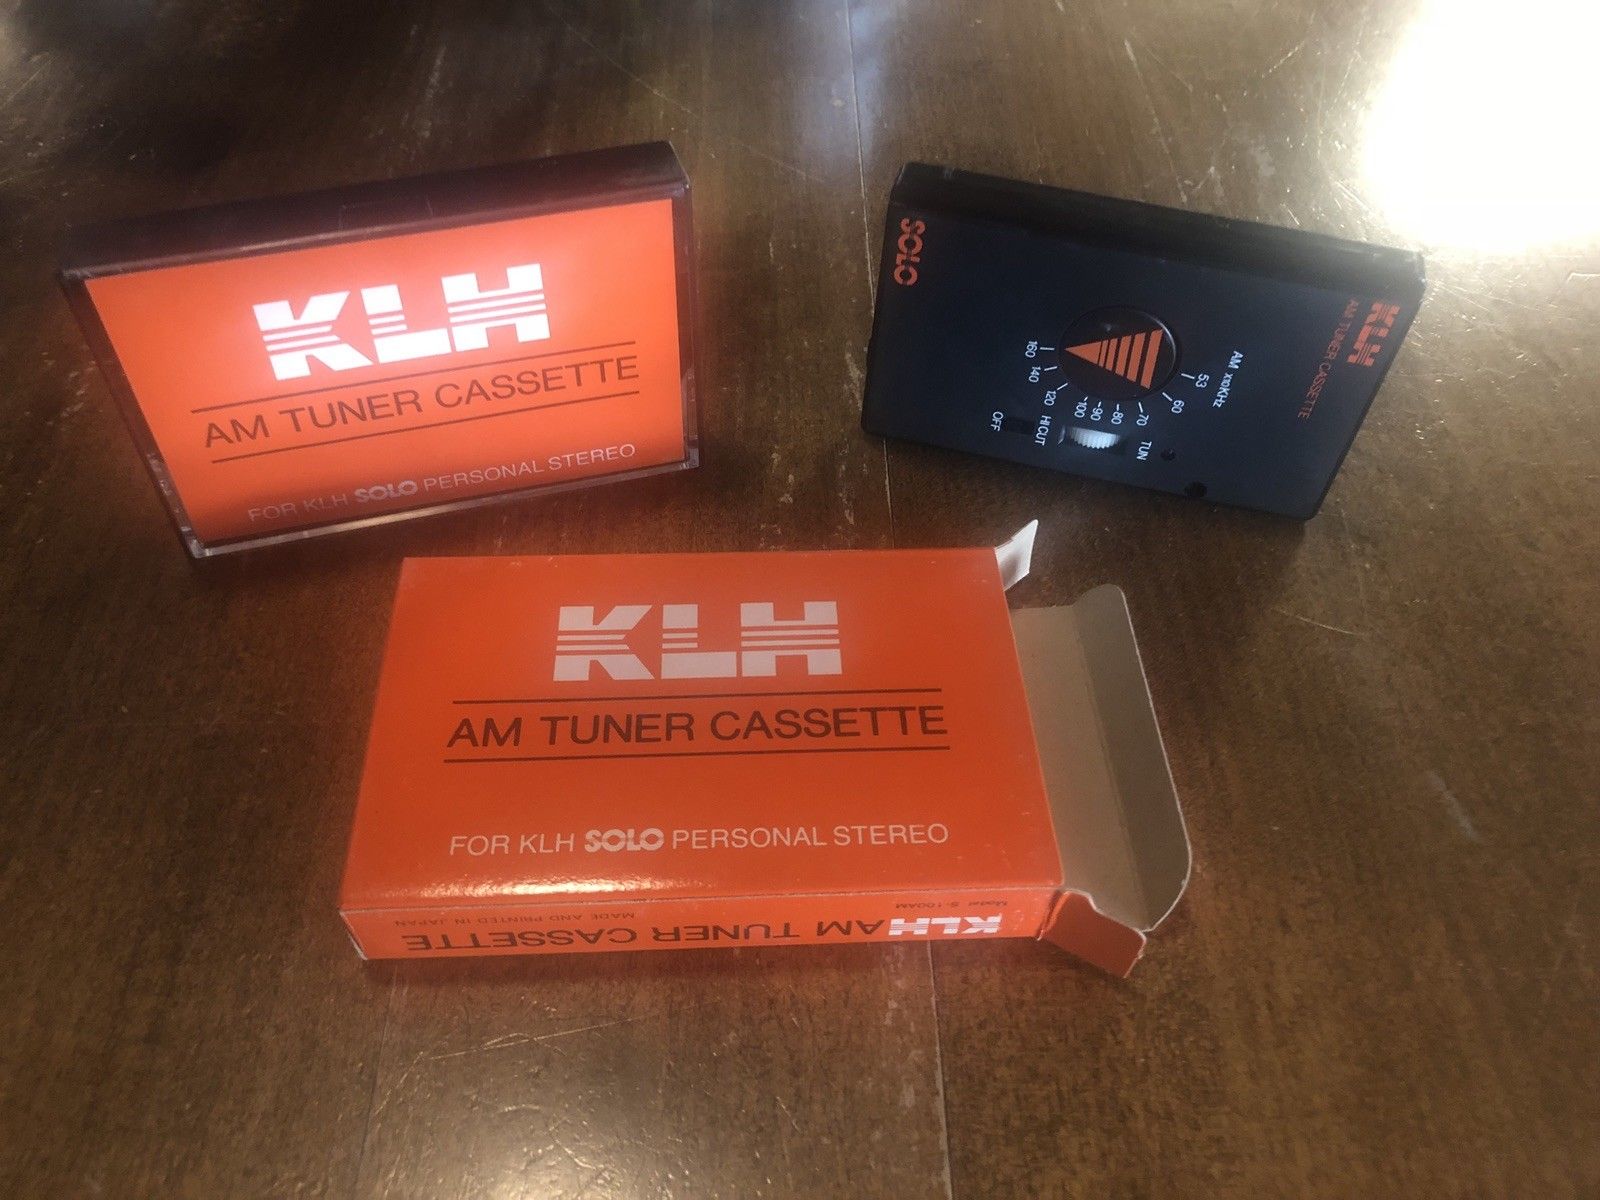 KLH
AM TUNER CASSETTE
FOR KLH SOLO PERSONAL STEREO
SOLO
KLH
AM TUNER CASSETTE
AM X10KHz
53
60
70
80
90
100
120
140
160
TUN
HI CUT
OFF
KLH
AM TUNER CASSETTE
FOR KLH SOLO PERSONAL STEREO
Model S-100AM
KLH AM TUNER CASSETTE
MADE AND PRINTED IN JAPAN